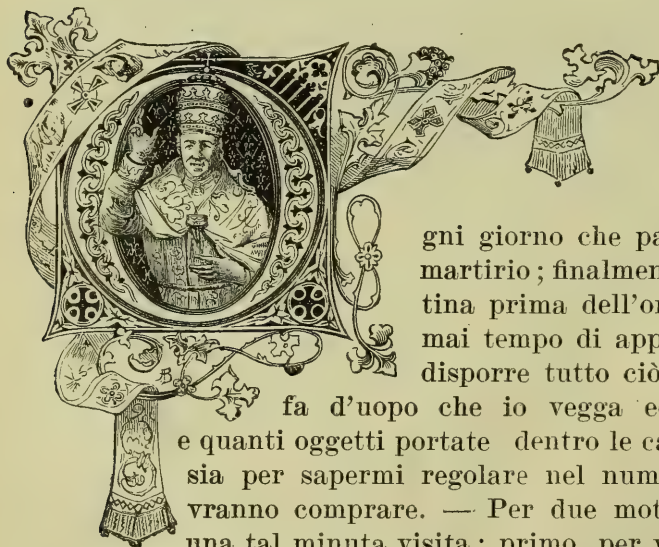 Ogni giorno che pa
martirio ; finalmen
tina prima dell'or
mai tempo di app
disporre tutto ciò
fa d'uopo che io vegga e
e quanti oggetti portate dentro le ca
sia per sapermi regolare nel num
vranno comprare. — Per due mot
una tal minuta visita ; primo, per v